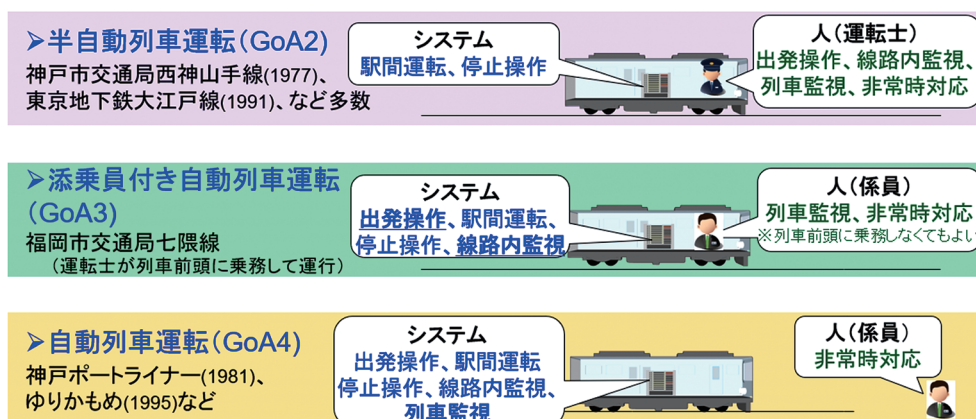 ➢半自動列車運転(GoA2)
神戸市交通局西神山手線(1977)、
東京地下鉄大江戸線(1991)、など多数
システム
駅間運転、停止操作
人(運転士)
出発操作、線路内監視、
列車監視、非常時対応
➢添乗員付き自動列車運転
(GoA3)
福岡市交通局七隈線
(運転士が列車前頭に乗務して運行)
システム
出発操作、駅間運転、
停止操作、線路内監視
人(係員)
列車監視、非常時対応
※列車前頭に乗務しなくてもよい
➢自動列車運転(GoA4)
神戸ポートライナー(1981)、
ゆりかもめ(1995)など
システム
出発操作、駅間運転
停止操作、線路内監視、
列車監視
人(係員)
非常時対応